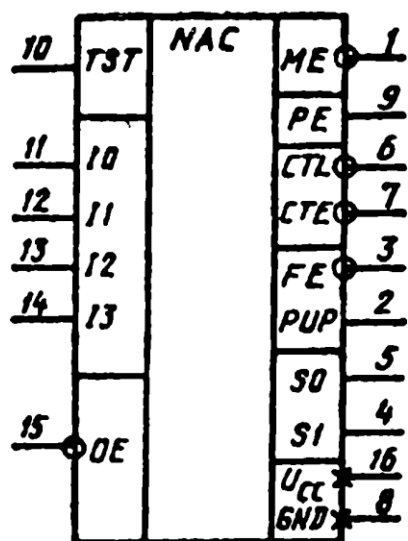 NAC
10 TST ME 1
PE 9
11 I0 CTL 6
12 I1 CTE 7
13 I2 FE 3
14 I3 PUP 2
S0 5
15 OE S1 4
UCC 16
GND 8